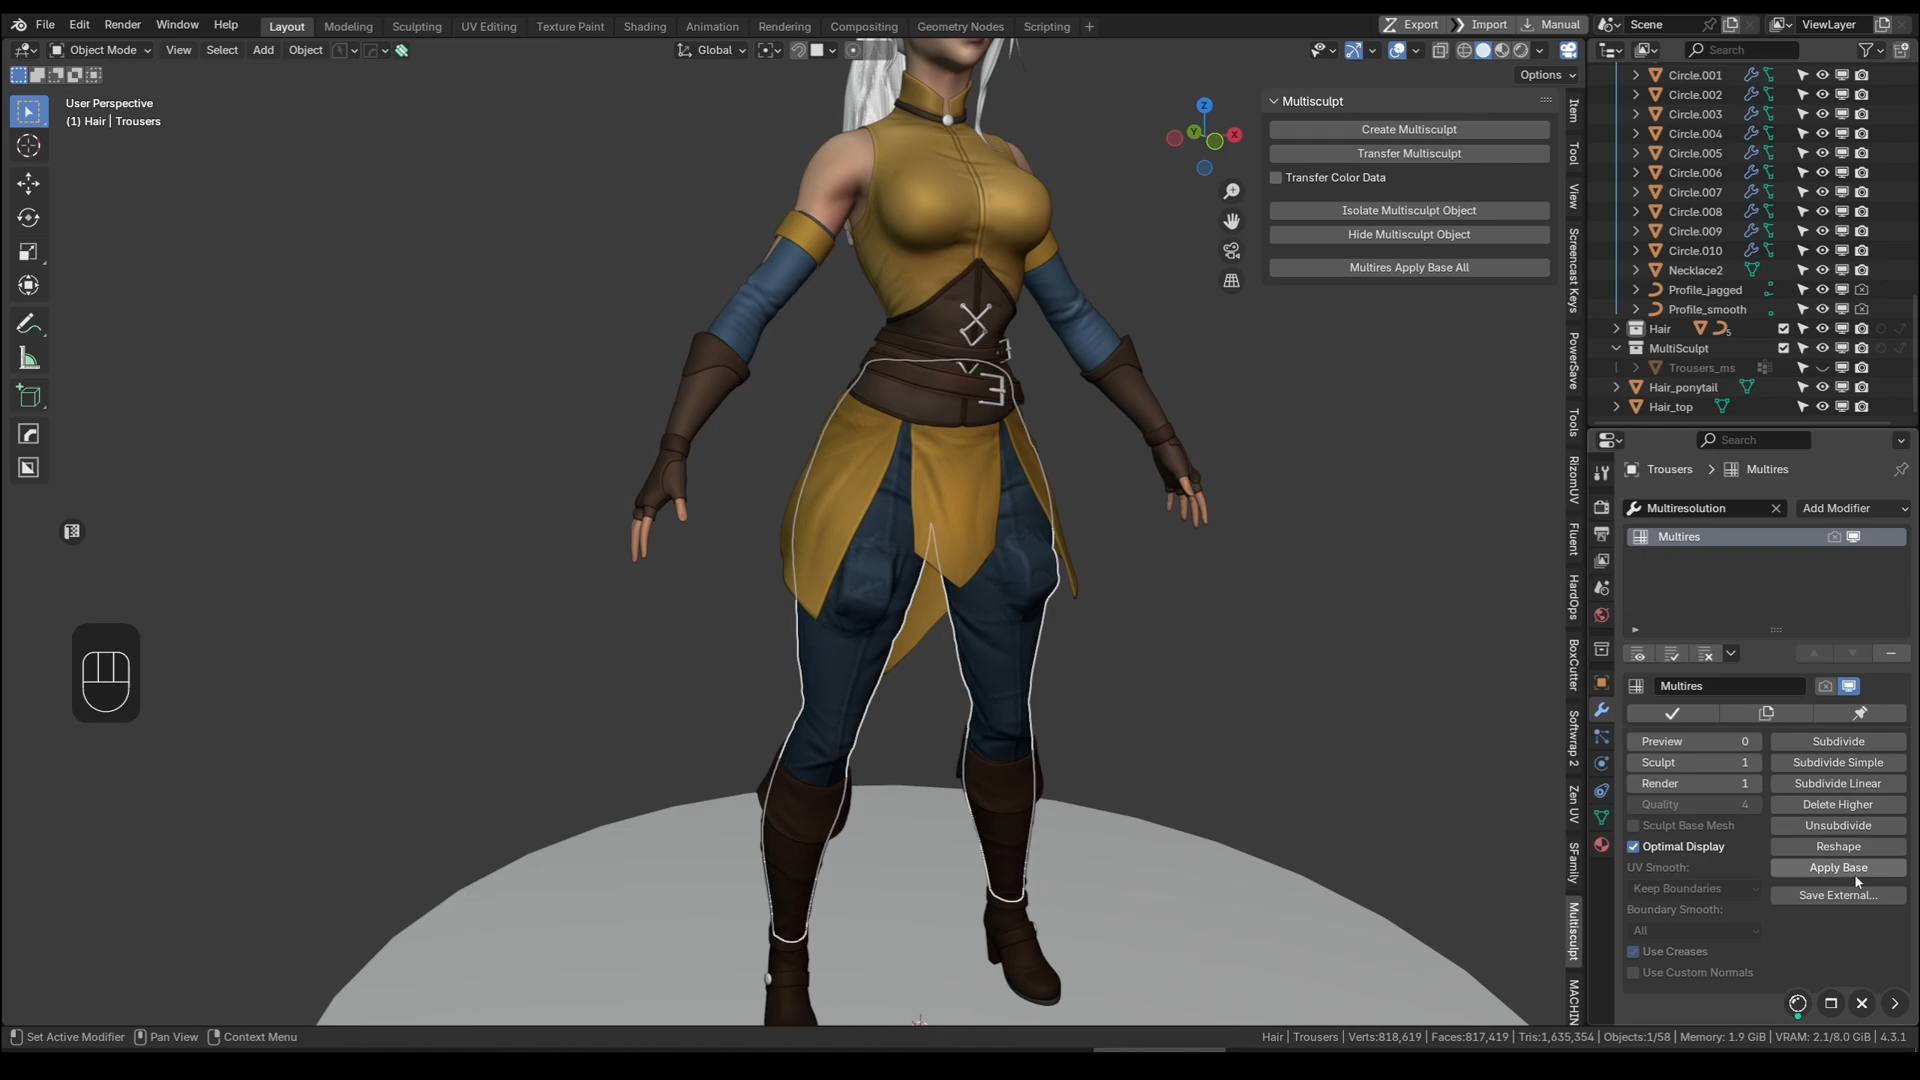 File Edit Render Window Help Layout Modeling Sculpting UV Editing Texture Paint Shading Animation Rendering Compositing Geometry Nodes Scripting + Export Import Manual Scene ViewLayer
Object Mode View Select Add Object Global Search
Options
User Perspective
(1) Hair | Trousers
Z
Y
X
Multisculpt
Create Multisculpt
Transfer Multisculpt
Transfer Color Data
Isolate Multisculpt Object
Hide Multisculpt Object
Multires Apply Base All
Item
Tool
View
Screencast Keys
PowerSave
Tools
RizomUV
Fluent
HardOps
BoxCutter
Softwrap 2
Zen UV
SFamily
Multisculpt
MACHIN
Circle.001
Circle.002
Circle.003
Circle.004
Circle.005
Circle.006
Circle.007
Circle.008
Circle.009
Circle.010
Necklace2
Profile_jagged
Profile_smooth
Hair 5
MultiSculpt
Trousers_ms
Hair_ponytail
Hair_top
Search
Trousers > Multires
Multiresolution Add Modifier
Multires
Multires
Preview 0 Subdivide
Sculpt 1 Subdivide Simple
Render 1 Subdivide Linear
Quality 4 Delete Higher
Sculpt Base Mesh Unsubdivide
Optimal Display Reshape
UV Smooth: Apply Base
Keep Boundaries Save External...
Boundary Smooth:
All
Use Creases
Use Custom Normals
Set Active Modifier Pan View Context Menu Hair | Trousers | Verts:818,619 | Faces:817,419 | Tris:1,635,354 | Objects:1/58 | Memory: 1.9 GiB | VRAM: 2.1/8.0 GiB | 4.3.1